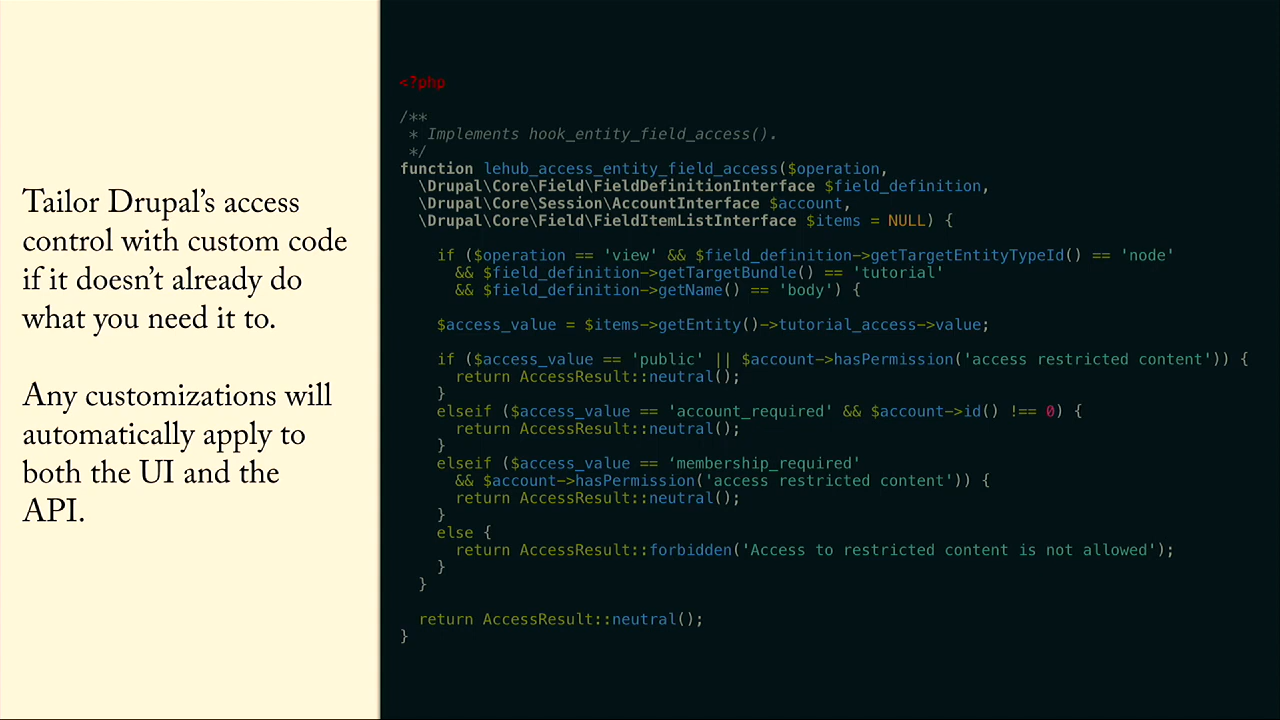 Tailor Drupal’s access
control with custom code
if it doesn’t already do
what you need it to.
Any customizations will
automatically apply to
both the UI and the
API.
<?php
/**
 * Implements hook_entity_field_access().
 */
function lehub_access_entity_field_access($operation,
  \Drupal\Core\Field\FieldDefinitionInterface $field_definition,
  \Drupal\Core\Session\AccountInterface $account,
  \Drupal\Core\Field\FieldItemListInterface $items = NULL) {
    if ($operation == 'view' && $field_definition->getTargetEntityTypeId() == 'node'
      && $field_definition->getTargetBundle() == 'tutorial'
      && $field_definition->getName() == 'body') {
    $access_value = $items->getEntity()->tutorial_access->value;
    if ($access_value == 'public' || $account->hasPermission('access restricted content')) {
      return AccessResult::neutral();
    }
    elseif ($access_value == 'account_required' && $account->id() !== 0) {
      return AccessResult::neutral();
    }
    elseif ($access_value == ‘membership_required'
      && $account->hasPermission('access restricted content')) {
      return AccessResult::neutral();
    }
    else {
      return AccessResult::forbidden('Access to restricted content is not allowed');
    }
  }
  return AccessResult::neutral();
}